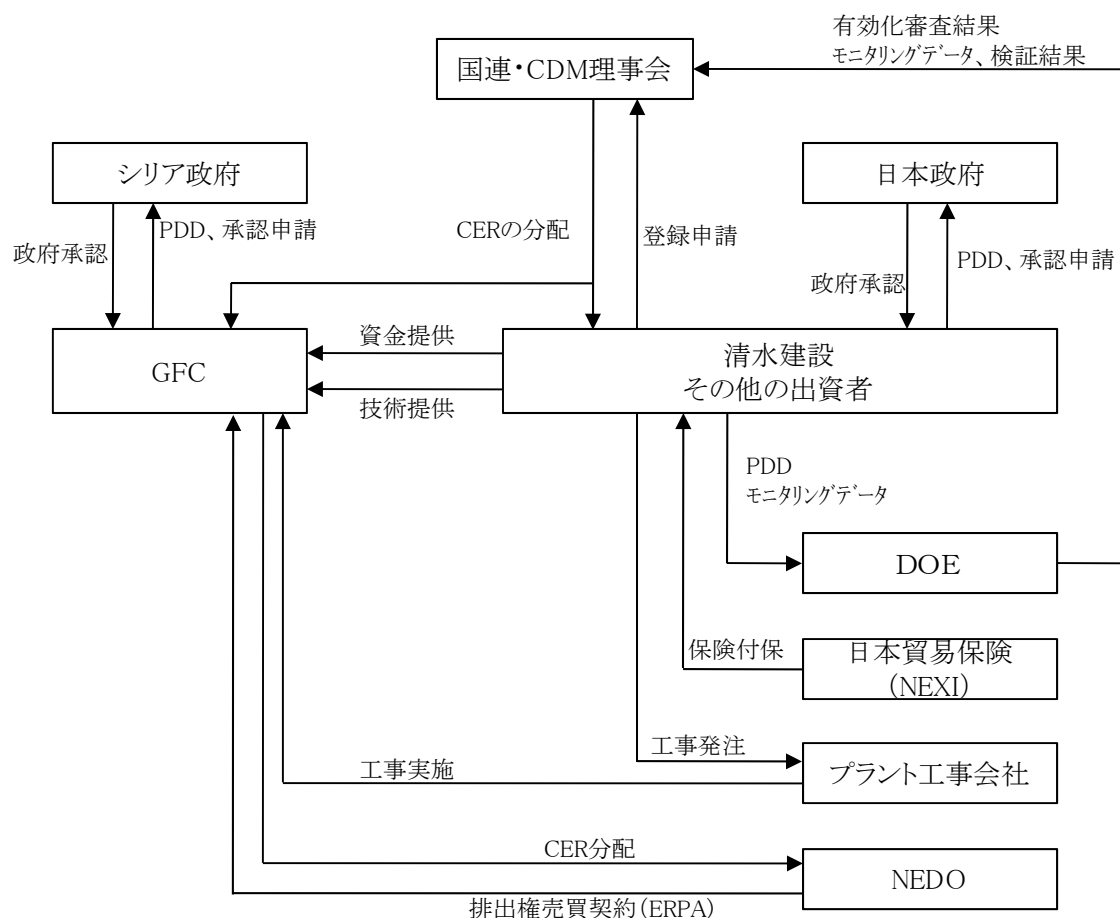 有効化審査結果
ﾓﾆﾀﾘﾝｸﾞﾃﾞｰﾀ、検証結果
国連・CDM理事会
シリア政府
日本政府
政府承認
PDD、承認申請
CERの分配
登録申請
政府承認
PDD、承認申請
GFC
資金提供
技術提供
清水建設
その他の出資者
PDD
ﾓﾆﾀﾘﾝｸﾞﾃﾞｰﾀ
DOE
保険付保
日本貿易保険
(NEXI)
工事発注
工事実施
プラント工事会社
CER分配
NEDO
排出権売買契約(ERPA)